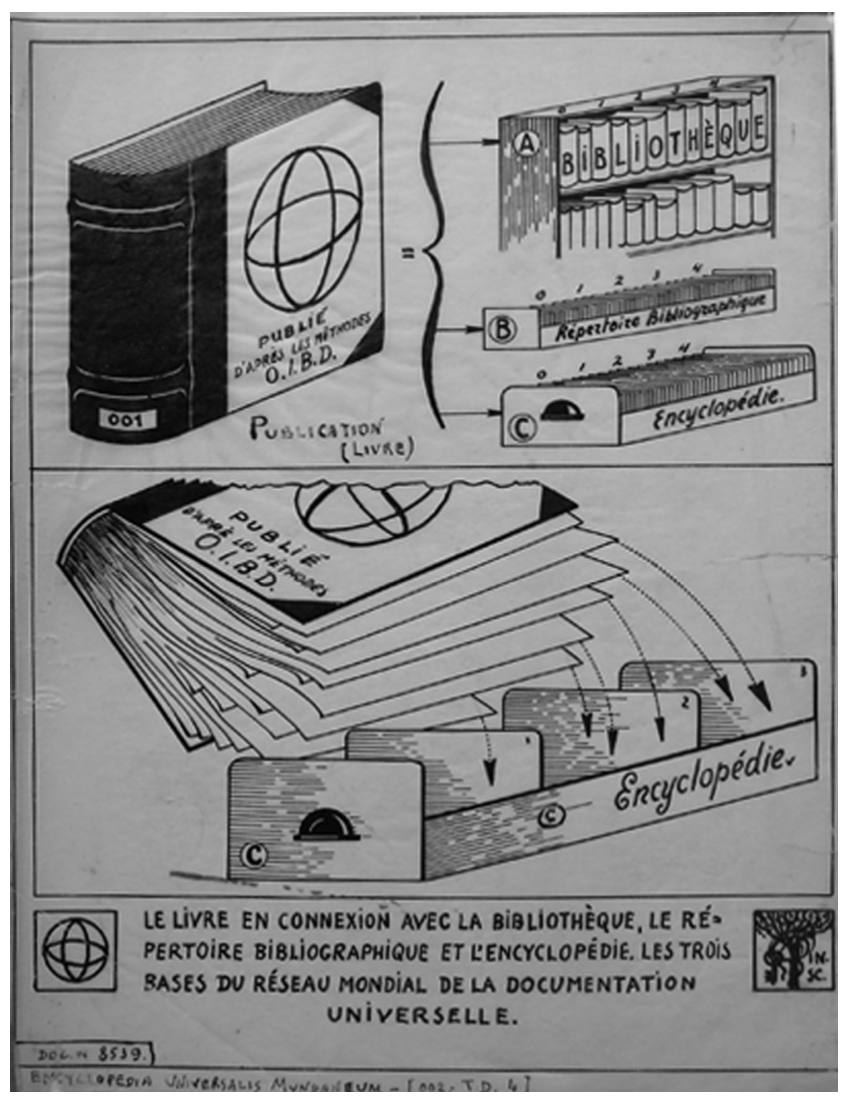 0 1 2 3 4
A
BIBLIOTHÈQUE
=
0 1 2 3 4
B
Répertoire Bibliographique
0 1 2 3 4
C
Encyclopédie.
PUBLIÉ
D'APRÈS LES MÉTHODES
O.I.B.D.
001
PUBLICATION
(LIVRE)
PUBLIÉ
D'APRÈS LES MÉTHODES
O.I.B.D.
1
2
3
Encyclopédie.
C
C
LE LIVRE EN CONNEXION AVEC LA BIBLIOTHÈQUE, LE RÉ-
PERTOIRE BIBLIOGRAPHIQUE ET L'ENCYCLOPÉDIE. LES TROIS
BASES DU RÉSEAU MONDIAL DE LA DOCUMENTATION
UNIVERSELLE.
IN.
SC.
DOC. N 8539.
ENCYCLOPEDIA UNIVERSALIS MUNDANEUM - [002- T.D. 4]